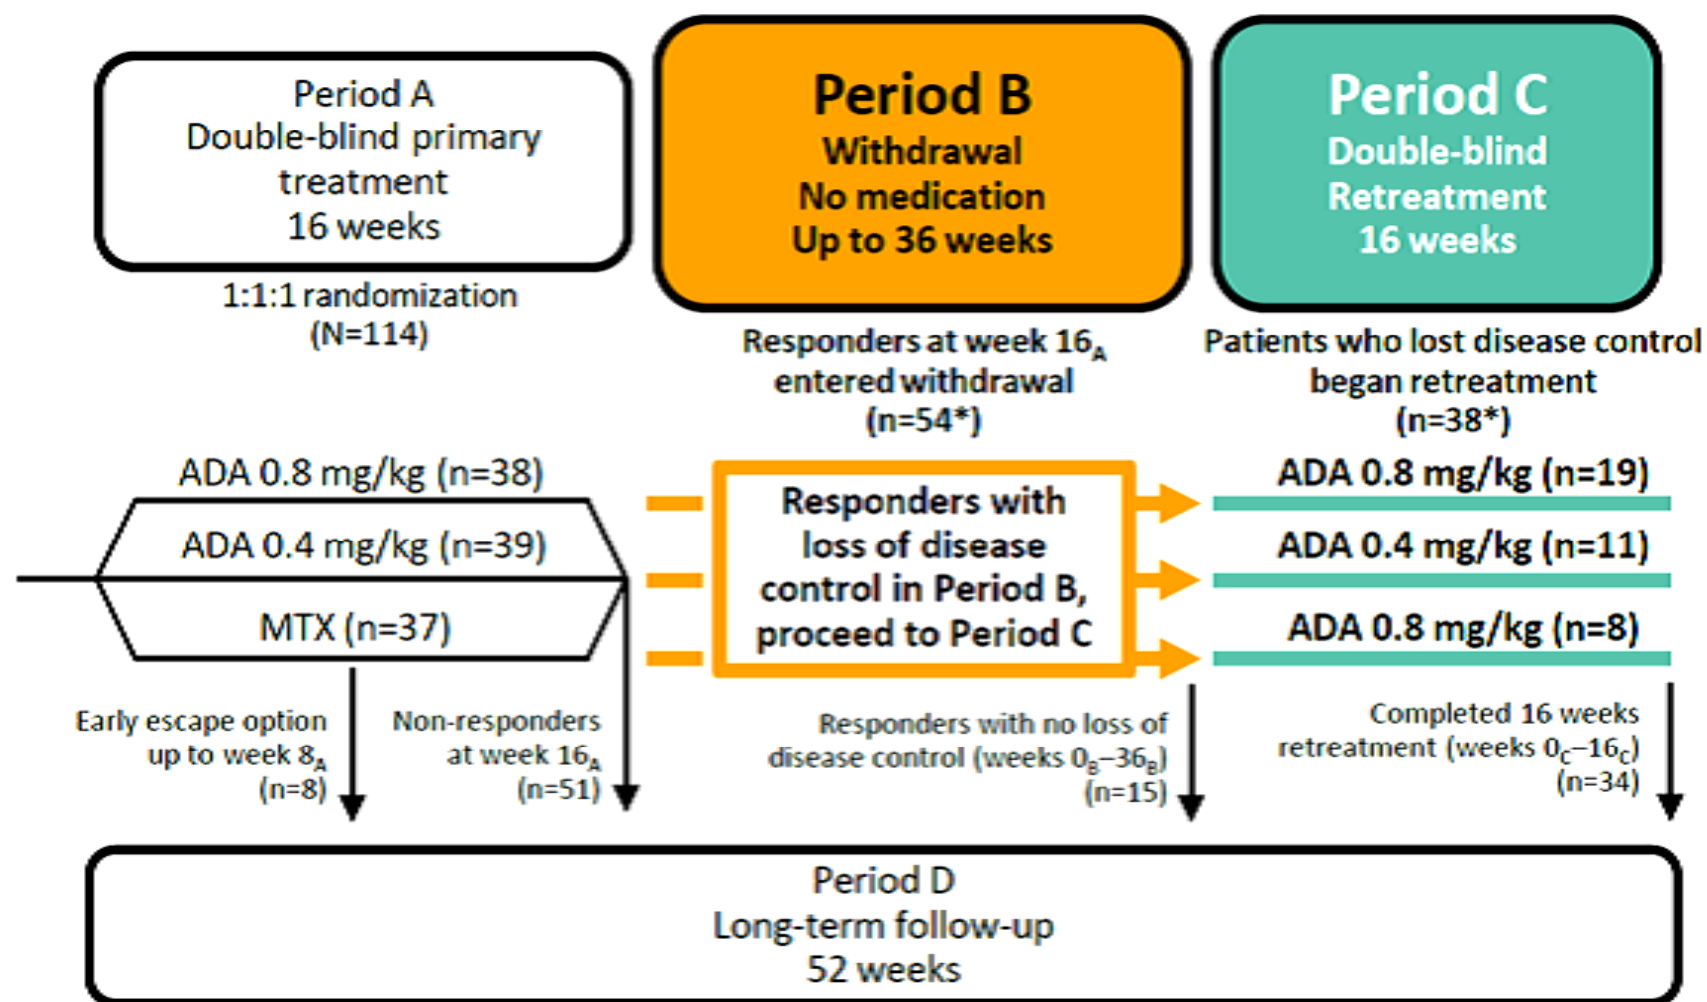 Period A
Double-blind primary
treatment
16 weeks
1:1:1 randomization
(N=114)
Period B
Withdrawal
No medication
Up to 36 weeks
Responders at week 16A
entered withdrawal
(n=54*)
Period C
Double-blind
Retreatment
16 weeks
Patients who lost disease control
began retreatment
(n=38*)
ADA 0.8 mg/kg (n=38)
ADA 0.4 mg/kg (n=39)
MTX (n=37)
Responders with
loss of disease
control in Period B,
proceed to Period C
ADA 0.8 mg/kg (n=19)
ADA 0.4 mg/kg (n=11)
ADA 0.8 mg/kg (n=8)
Early escape option
up to week 8A
(n=8)
Non-responders
at week 16A
(n=51)
Responders with no loss of
disease control (weeks 0B–36B)
(n=15)
Completed 16 weeks
retreatment (weeks 0C–16C)
(n=34)
Period D
Long-term follow-up
52 weeks